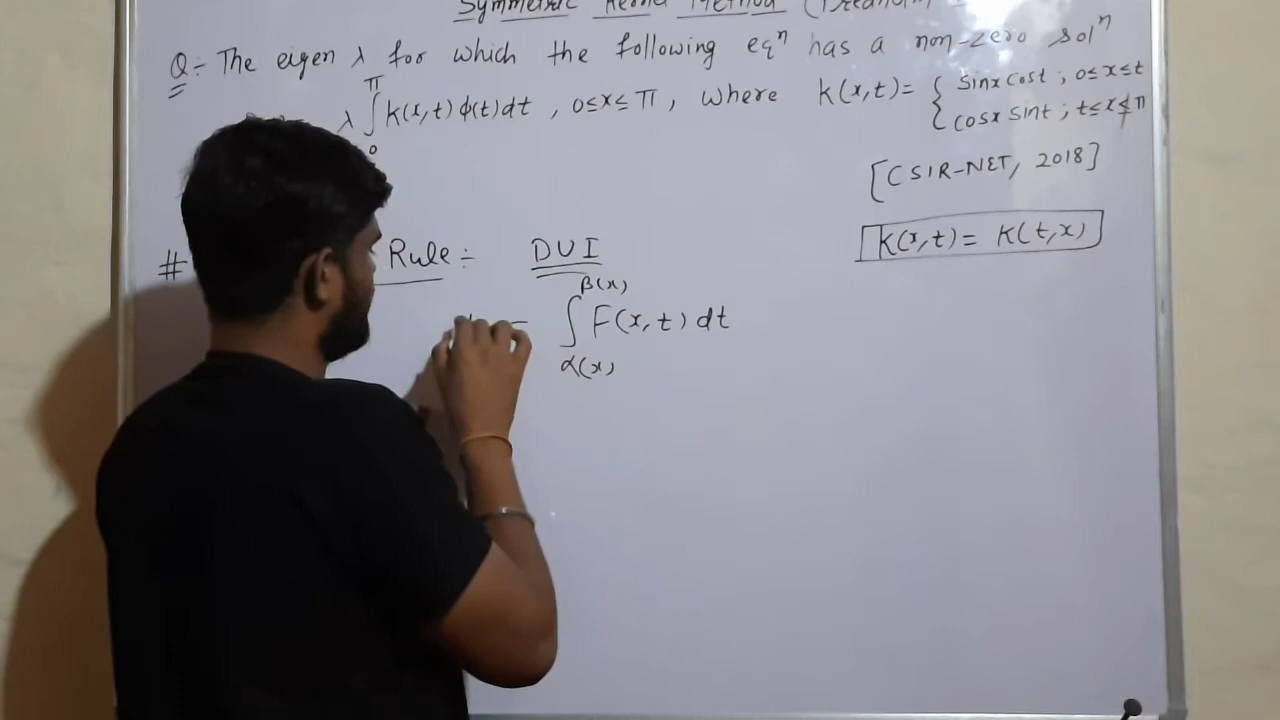 Symmetric Kernel Method
Q÷ The eigen λ for which the following eqⁿ has a non-zero solⁿ
λ ∫₀^π K(x,t) ϕ(t) dt , 0≤x≤π , where K(x,t)= { sinx cost ; 0≤x≤t
cosx sint ; t≤x≤π
[CSIR-NET, 2018]
K(x,t) = K(t,x)
# Rule ÷ DUI
= ∫_{α(x)}^{β(x)} F(x,t) dt